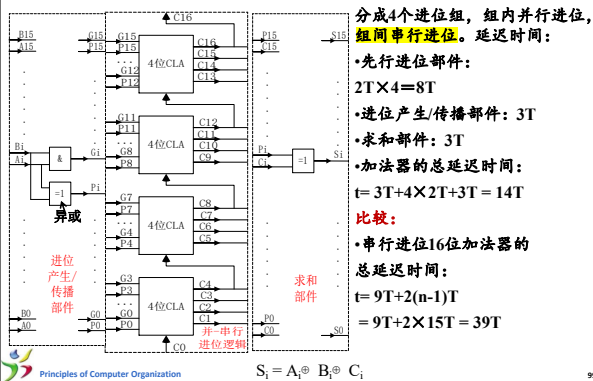 分成4个进位组，组内并行进位，
组间串行进位。延迟时间：
•先行进位部件：
2T×4＝8T
•进位产生/传播部件：3T
•求和部件：3T
•加法器的总延迟时间：
t= 3T+4×2T+3T = 14T
比较：
•串行进位16位加法器的
总延迟时间：
t= 9T+2(n-1)T
= 9T+2×15T = 39T
B15
A15
Bi
Ai
B0
A0
&
=1
异或
Gi
Pi
进位
产生/
传播
部件
G15
P15
G15
P15
G12
P12
4位CLA
C16
C16
C15
C14
C13
G11
P11
G8
P8
4位CLA
C12
C11
C10
C9
G7
P7
G4
P4
4位CLA
C8
C7
C6
C5
G3
P3
G0
P0
G0
P0
4位CLA
C4
C3
C2
C1
C0
并-串行
进位逻辑
P15
C15
S15
Pi
Ci
=1
Si
求和
部件
P0
C0
S0
Si = Ai⊕ Bi⊕ Ci
Principles of Computer Organization